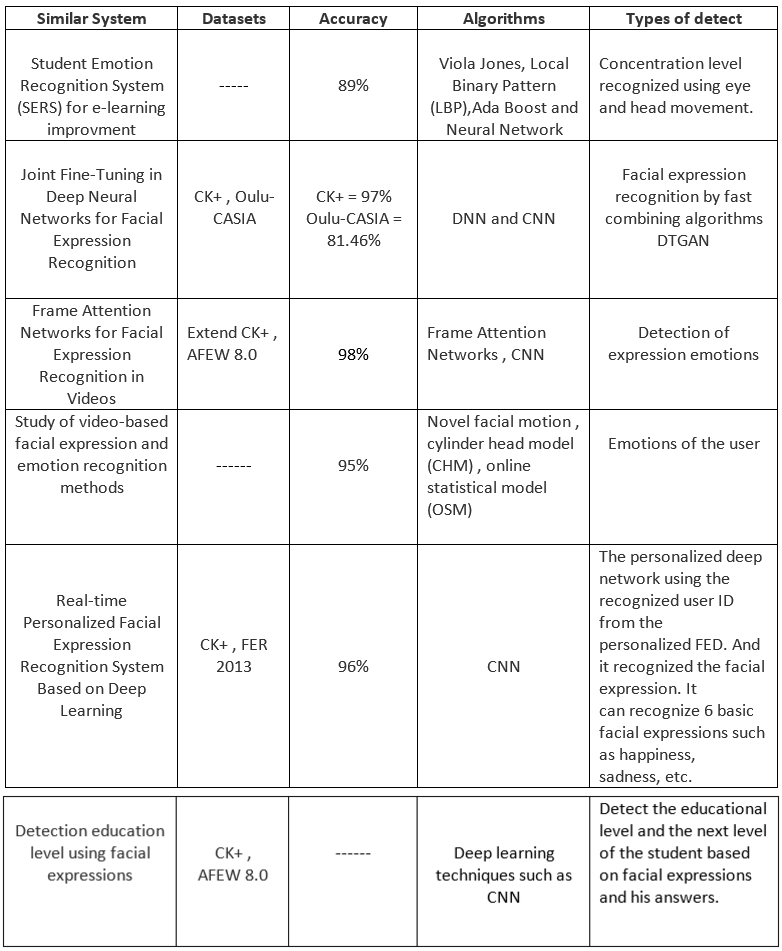 Similar System Datasets Accuracy Algorithms Types of detect
Student Emotion
Recognition System
(SERS) for e-learning
improvment
-----
89%
Viola Jones, Local
Binary Pattern
(LBP),Ada Boost and
Neural Network
Concentration level
recognized using eye
and head movement.
Joint Fine-Tuning in
Deep Neural
Networks for Facial
Expression
Recognition
CK+ , Oulu-
CASIA
CK+ = 97%
Oulu-CASIA =
81.46%
DNN and CNN
Facial expression
recognition by fast
combining algorithms
DTGAN
Frame Attention
Networks for Facial
Expression
Recognition in
Videos
Extend CK+ ,
AFEW 8.0
98%
Frame Attention
Networks , CNN
Detection of
expression emotions
Study of video-based
facial expression and
emotion recognition
methods
------
95%
Novel facial motion ,
cylinder head model
(CHM) , online
statistical model
(OSM)
Emotions of the user
Real-time
Personalized Facial
Expression
Recognition System
Based on Deep
Learning
CK+ , FER
2013
96%
CNN
The personalized deep
network using the
recognized user ID
from the
personalized FED. And
it recognized the facial
expression. It
can recognize 6 basic
facial expressions such
as happiness,
sadness, etc.
Detection education
level using facial
expressions
CK+ ,
AFEW 8.0
------
Deep learning
techniques such as
CNN
Detect the educational
level and the next level
of the student based
on facial expressions
and his answers.